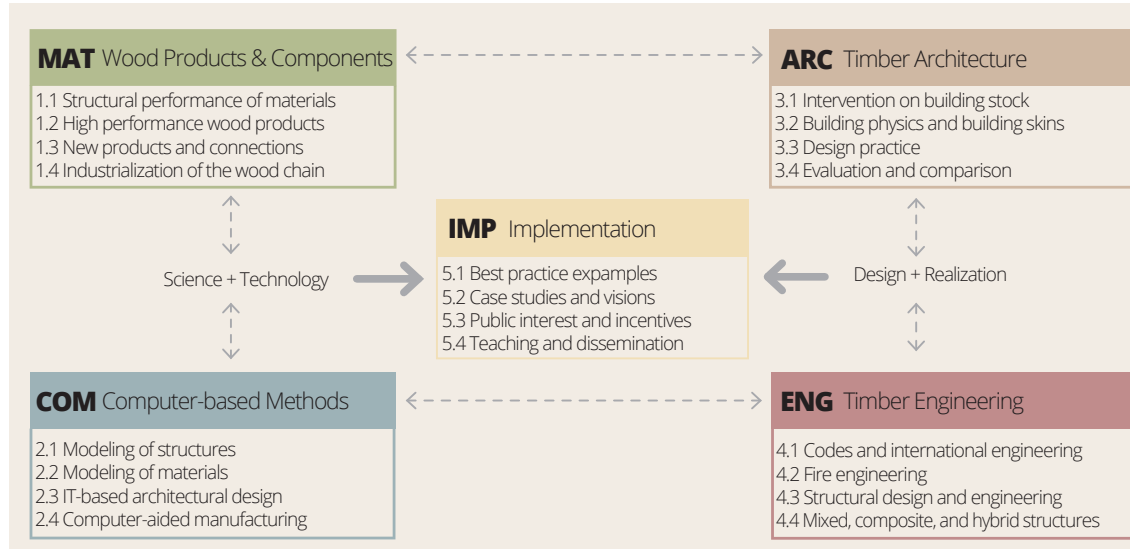 MAT Wood Products & Components
1.1 Structural performance of materials
1.2 High performance wood products
1.3 New products and connections
1.4 Industrialization of the wood chain
ARC Timber Architecture
3.1 Intervention on building stock
3.2 Building physics and building skins
3.3 Design practice
3.4 Evaluation and comparison
Science + Technology
IMP Implementation
5.1 Best practice expamples
5.2 Case studies and visions
5.3 Public interest and incentives
5.4 Teaching and dissemination
Design + Realization
COM Computer-based Methods
2.1 Modeling of structures
2.2 Modeling of materials
2.3 IT-based architectural design
2.4 Computer-aided manufacturing
ENG Timber Engineering
4.1 Codes and international engineering
4.2 Fire engineering
4.3 Structural design and engineering
4.4 Mixed, composite, and hybrid structures